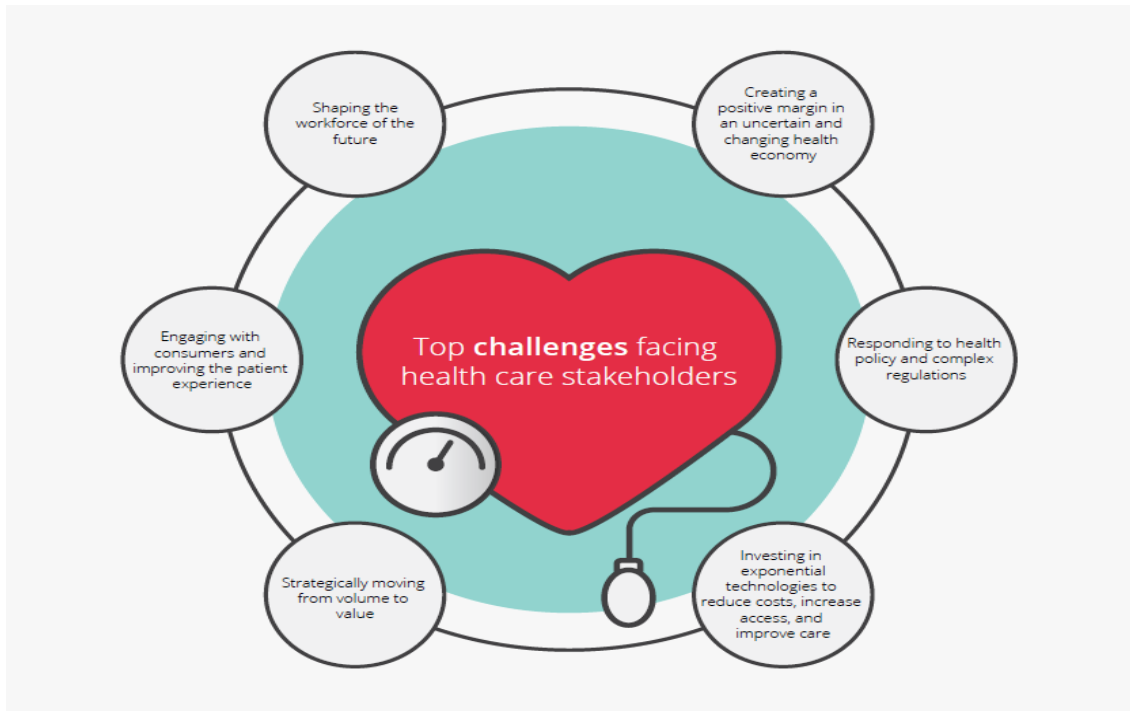 Shaping the
workforce of the
future
Creating a
positive margin in
an uncertain and
changing health
economy
Engaging with
consumers and
improving the patient
experience
Top challenges facing
health care stakeholders
Responding to health
policy and complex
regulations
Strategically moving
from volume to
value
Investing in
exponential
technologies to
reduce costs, increase
access, and
improve care